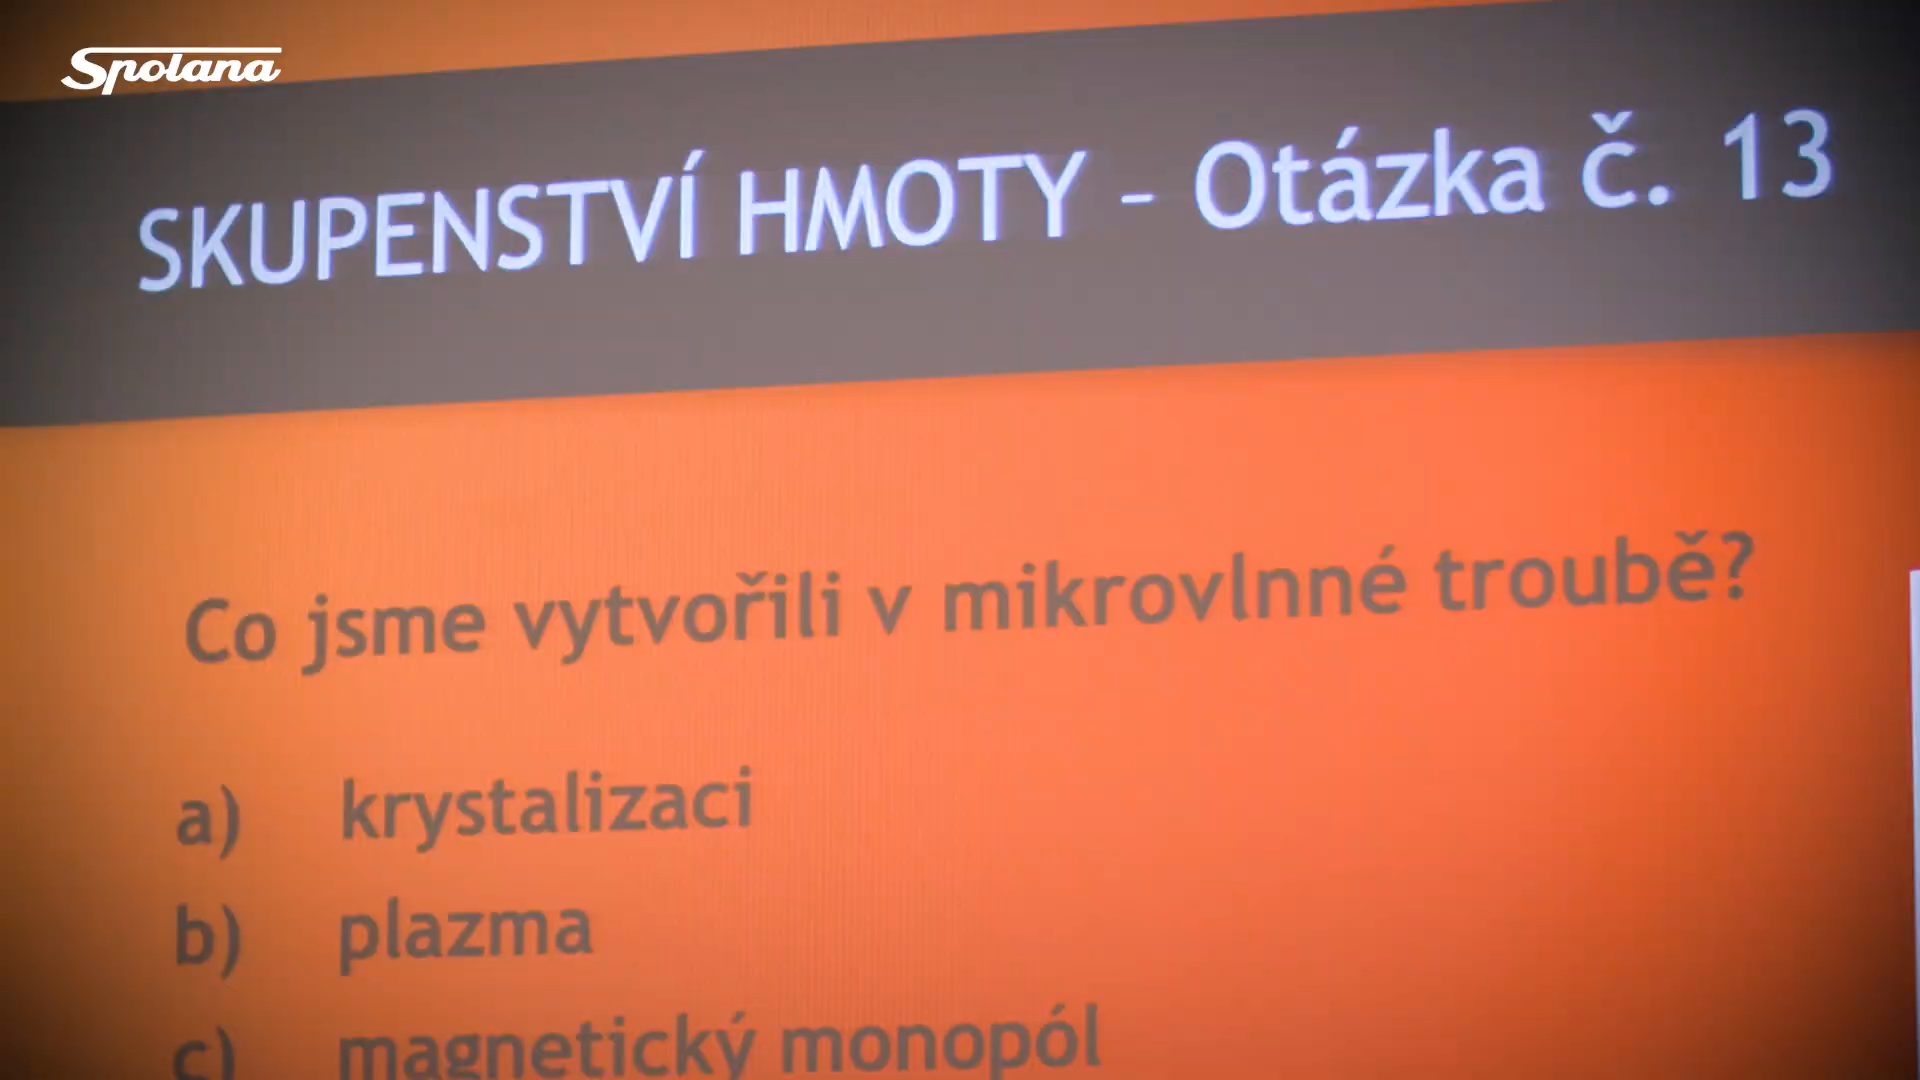 Spolana
SKUPENSTVÍ HMOTY - Otázka č. 13
Co jsme vytvořili v mikrovlnné troubě?
a) krystalizaci
b) plazma
c) magnetický monopól